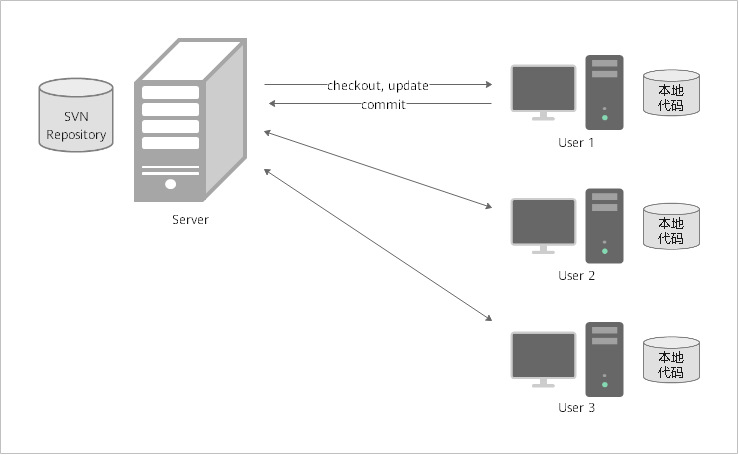 SVN
Repository
Server
checkout, update
commit
本地
代码
User 1
本地
代码
User 2
本地
代码
User 3